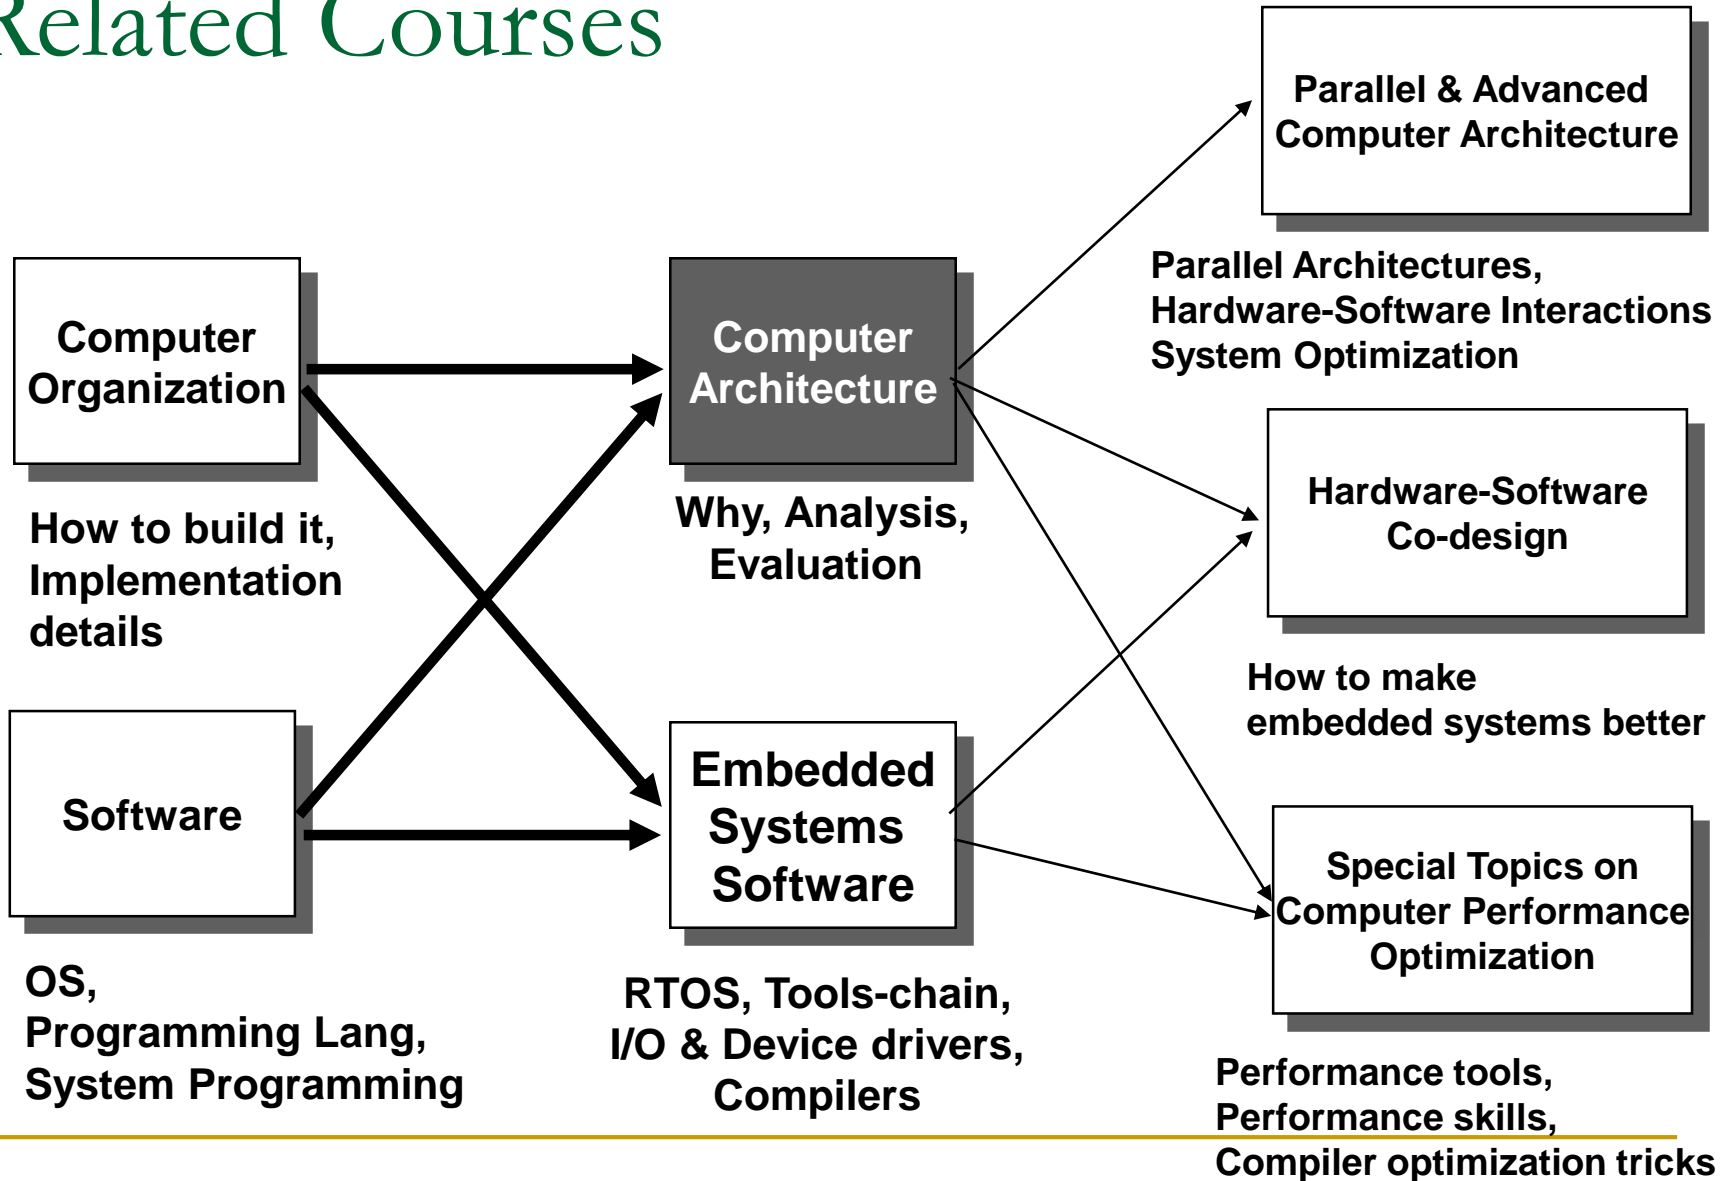 Related Courses
Parallel & Advanced
Computer Architecture
Parallel Architectures,
Hardware-Software Interactions
System Optimization
Computer
Organization
How to build it,
Implementation
details
Computer
Architecture
Why, Analysis,
Evaluation
Hardware-Software
Co-design
How to make
embedded systems better
Software
OS,
Programming Lang,
System Programming
Embedded
Systems
Software
RTOS, Tools-chain,
I/O & Device drivers,
Compilers
Special Topics on
Computer Performance
Optimization
Performance tools,
Performance skills,
Compiler optimization tricks